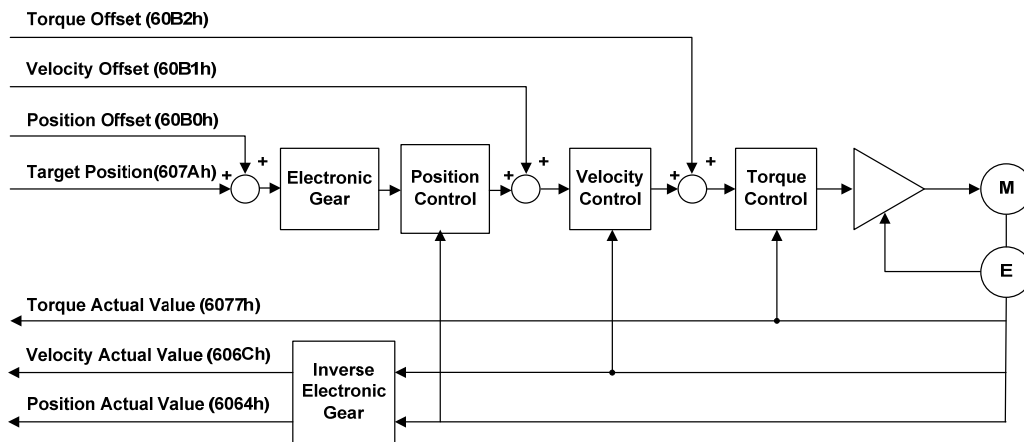 Torque Offset (60B2h)
Velocity Offset (60B1h)
Position Offset (60B0h)
Target Position(607Ah)
+
+
+
+
+
+
Electronic
Gear
Position
Control
Velocity
Control
Torque
Control
M
E
Torque Actual Value (6077h)
Velocity Actual Value (606Ch)
Position Actual Value (6064h)
Inverse
Electronic
Gear